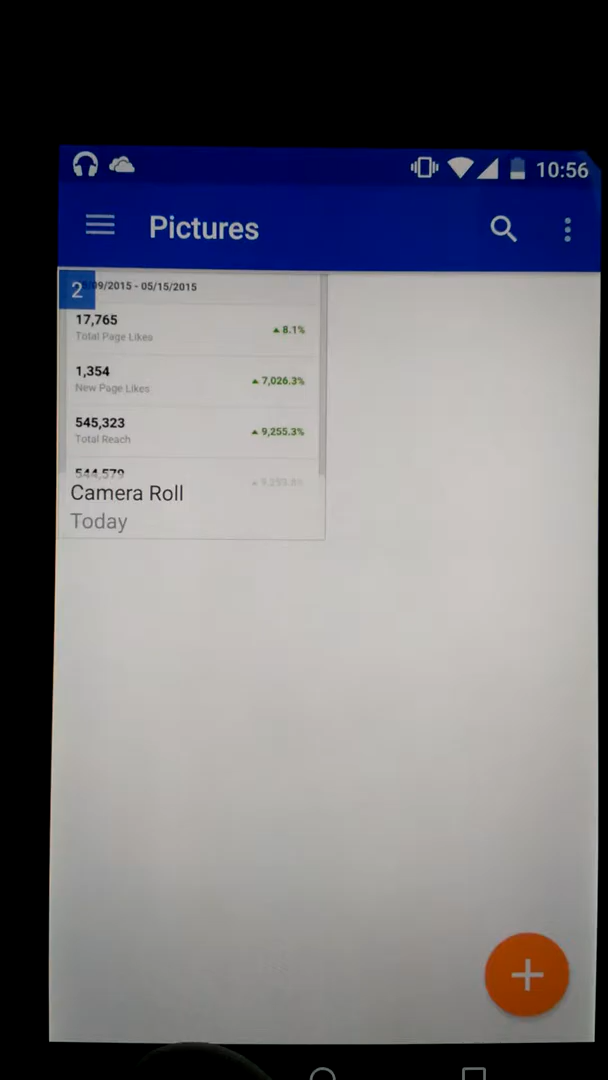 10:56
Pictures
2
/09/2015 - 05/15/2015
17,765
Total Page Likes
8.1%
1,354
New Page Likes
7,026.3%
545,323
Total Reach
9,255.3%
544,579
Camera Roll
Today